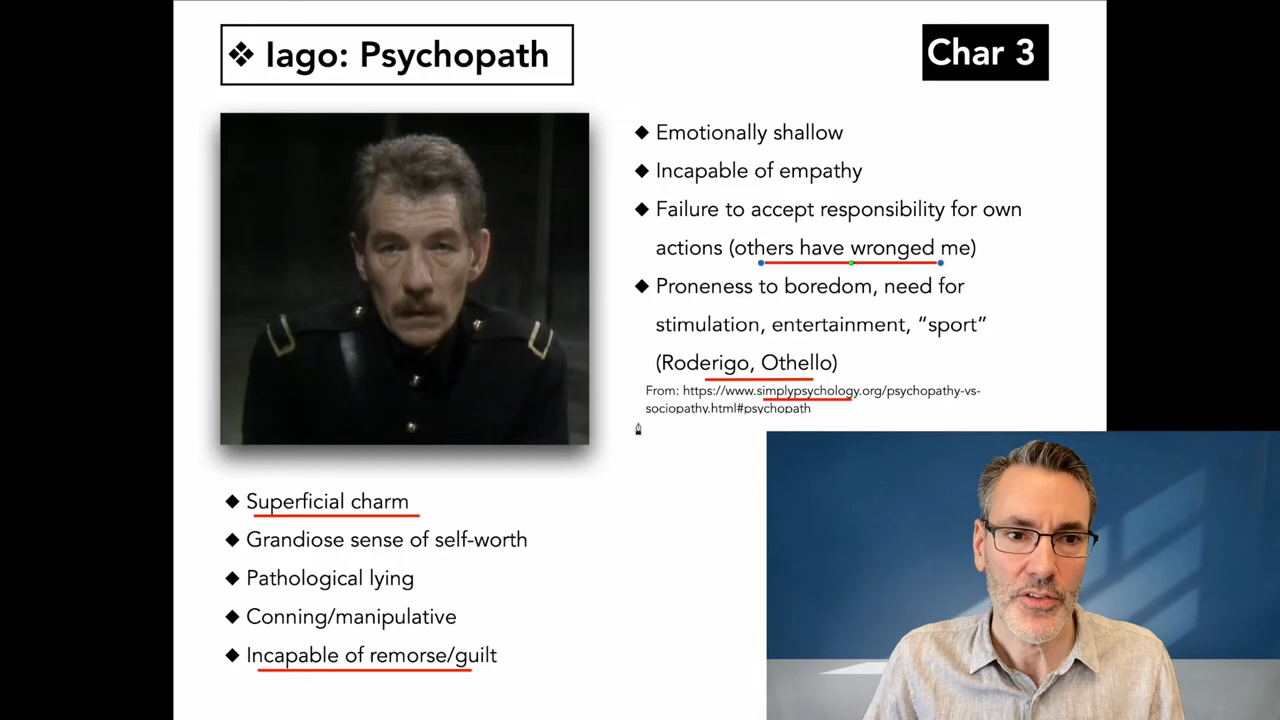 ❖ Iago: Psychopath
Char 3
◆ Emotionally shallow
◆ Incapable of empathy
◆ Failure to accept responsibility for own
actions (others have wronged me)
◆ Proneness to boredom, need for
stimulation, entertainment, “sport”
(Roderigo, Othello)
From: https://www.simplypsychology.org/psychopathy-vs-
sociopathy.html#psychopath
◆ Superficial charm
◆ Grandiose sense of self-worth
◆ Pathological lying
◆ Conning/manipulative
◆ Incapable of remorse/guilt